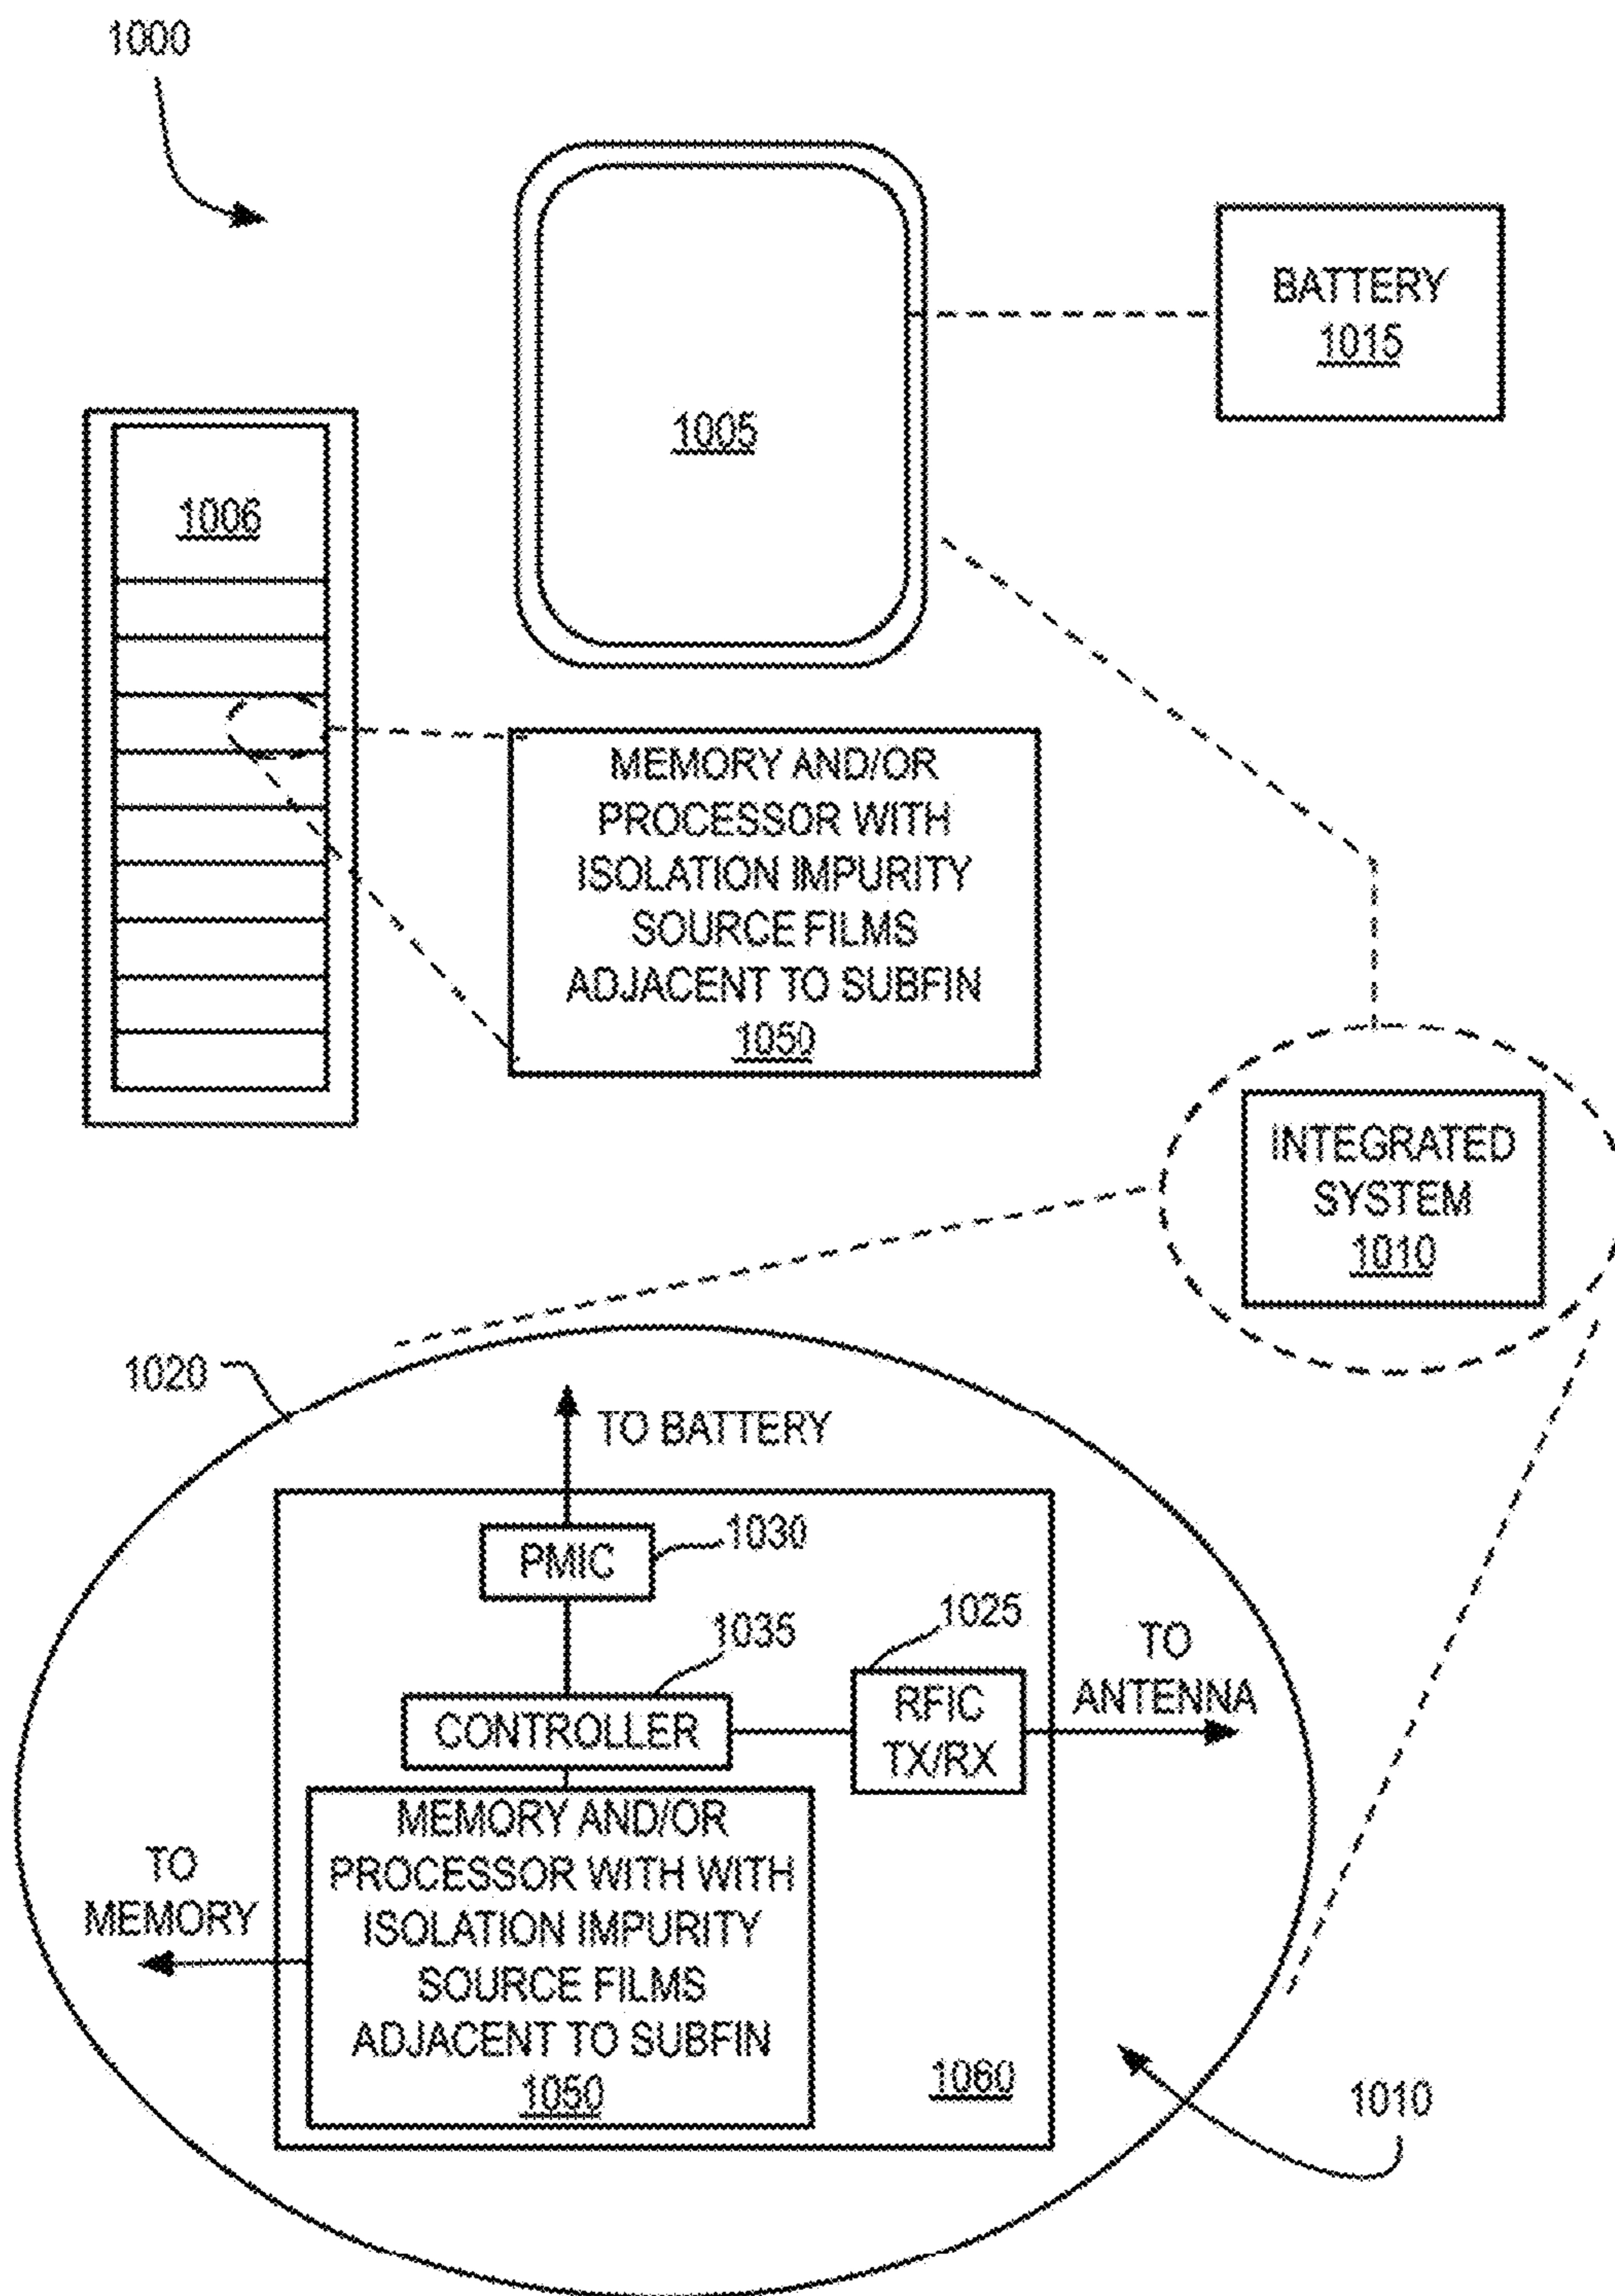 1000
BATTERY
1015
1005
1006
MEMORY AND/OR
PROCESSOR WITH
ISOLATION IMPURITY
SOURCE FILMS
ADJACENT TO SUBFIN
1050
INTEGRATED
SYSTEM
1010
1020
TO BATTERY
PMIC
1030
1035
1025
CONTROLLER
RFIC
TX/RX
TO
ANTENNA
MEMORY AND/OR
PROCESSOR WITH WITH
ISOLATION IMPURITY
SOURCE FILMS
ADJACENT TO SUBFIN
1050
TO
MEMORY
1060
1010